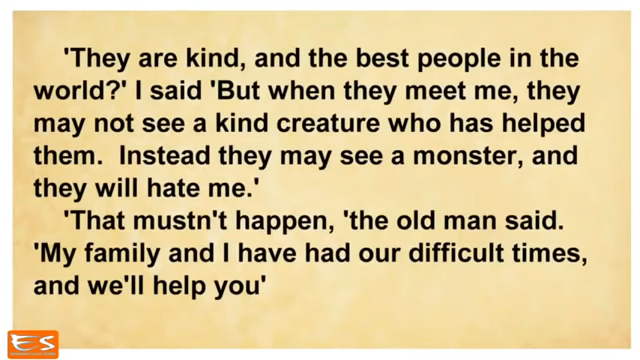 'They are kind, and the best people in the
world?' I said 'But when they meet me, they
may not see a kind creature who has helped
them.  Instead they may see a monster, and
they will hate me.'
'That mustn't happen, 'the old man said.
'My family and I have had our difficult times,
and we'll help you'
ES